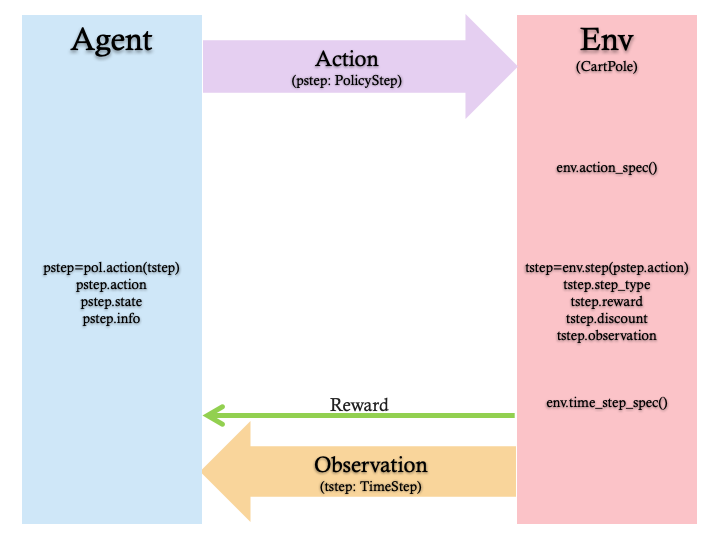 Agent
Action
(pstep: PolicyStep)
Env
(CartPole)
env.action_spec()
pstep=pol.action(tstep)
pstep.action
pstep.state
pstep.info
tstep=env.step(pstep.action)
tstep.step_type
tstep.reward
tstep.discount
tstep.observation
env.time_step_spec()
Reward
Observation
(tstep: TimeStep)